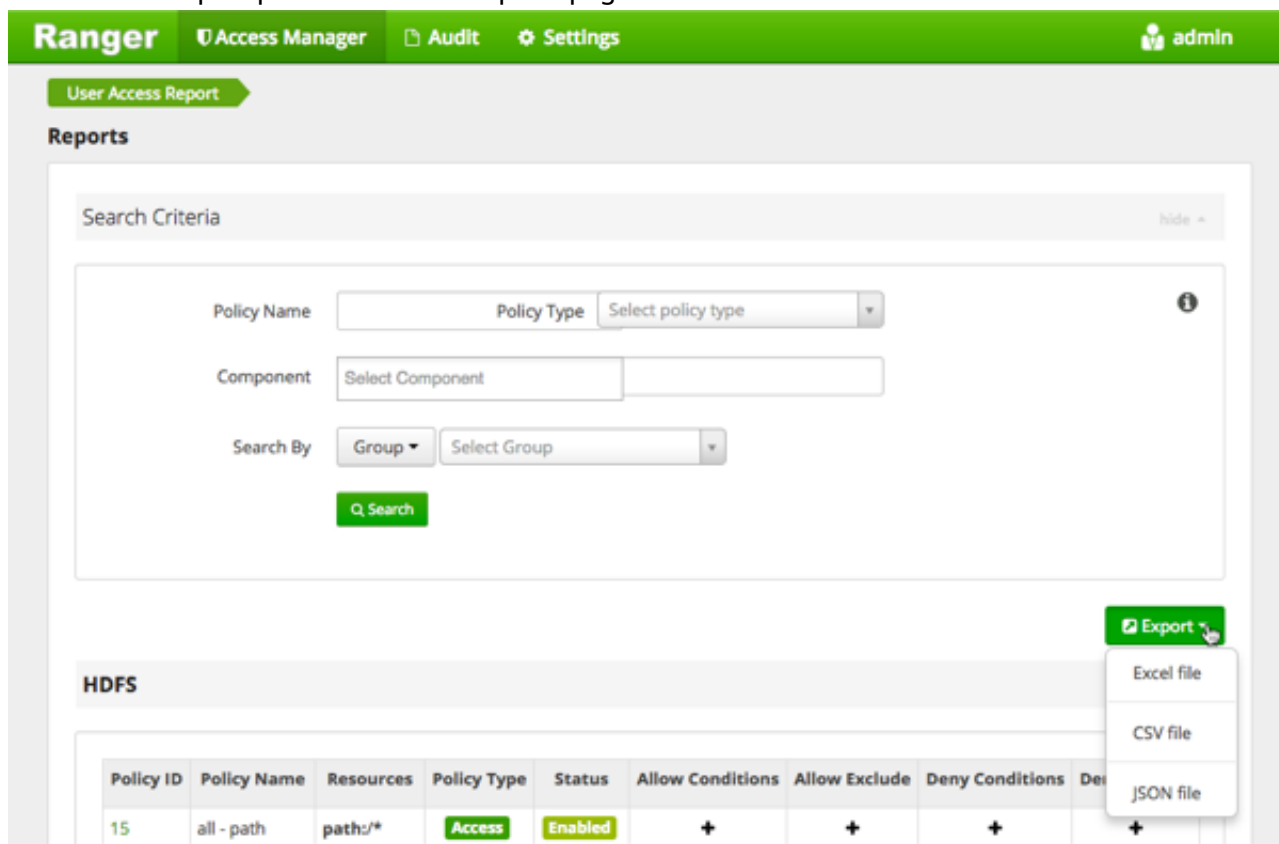 Ranger Access Manager Audit Settings admin
User Access Report
Reports
Search Criteria hide
Policy Name Policy Type Select policy type
Component Select Component
Search By Group Select Group
Search
Export
Excel file
HDFS
CSV file
Policy ID Policy Name Resources Policy Type Status Allow Conditions Allow Exclude Deny Conditions
JSON file
15 all - path path:/* Access Enabled + + + +